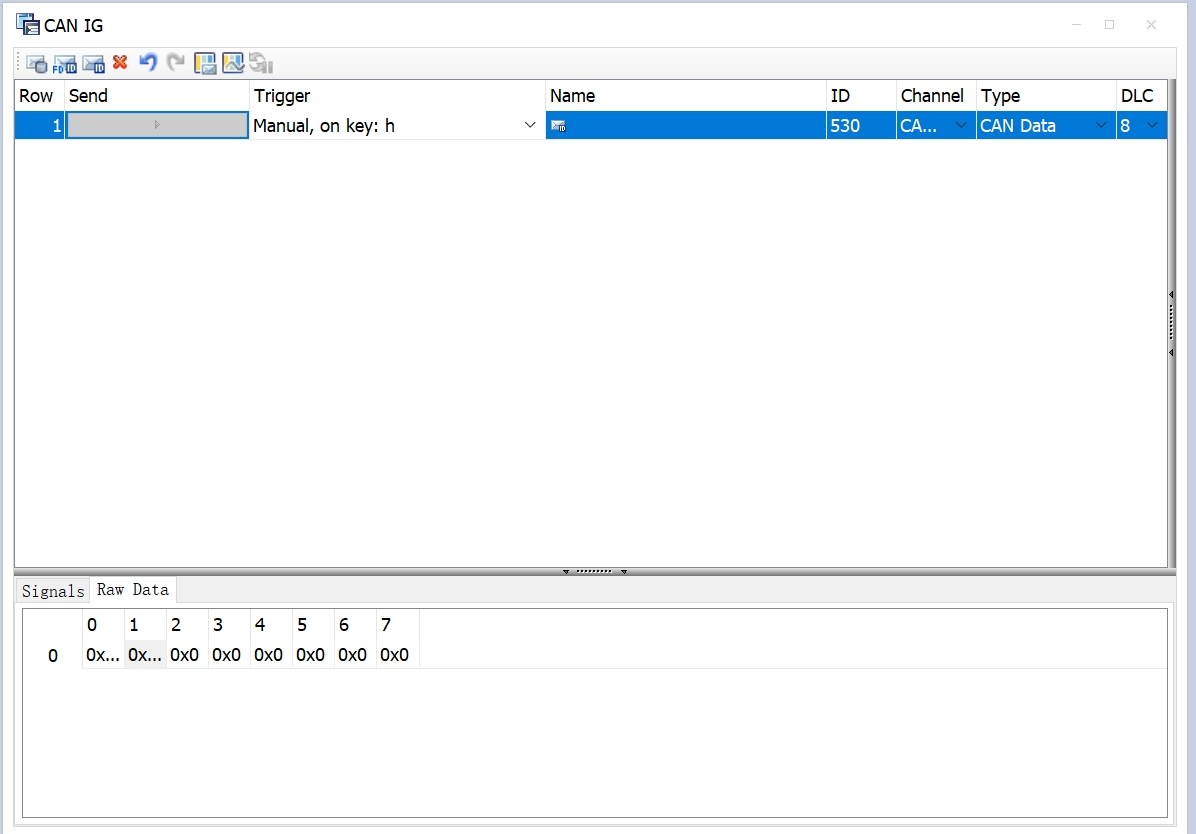 CAN IG
Row Send Trigger Name ID Channel Type DLC
1 Manual, on key: h 530 CA... CAN Data 8
Signals Raw Data
0 1 2 3 4 5 6 7
0 0x... 0x... 0x0 0x0 0x0 0x0 0x0 0x0